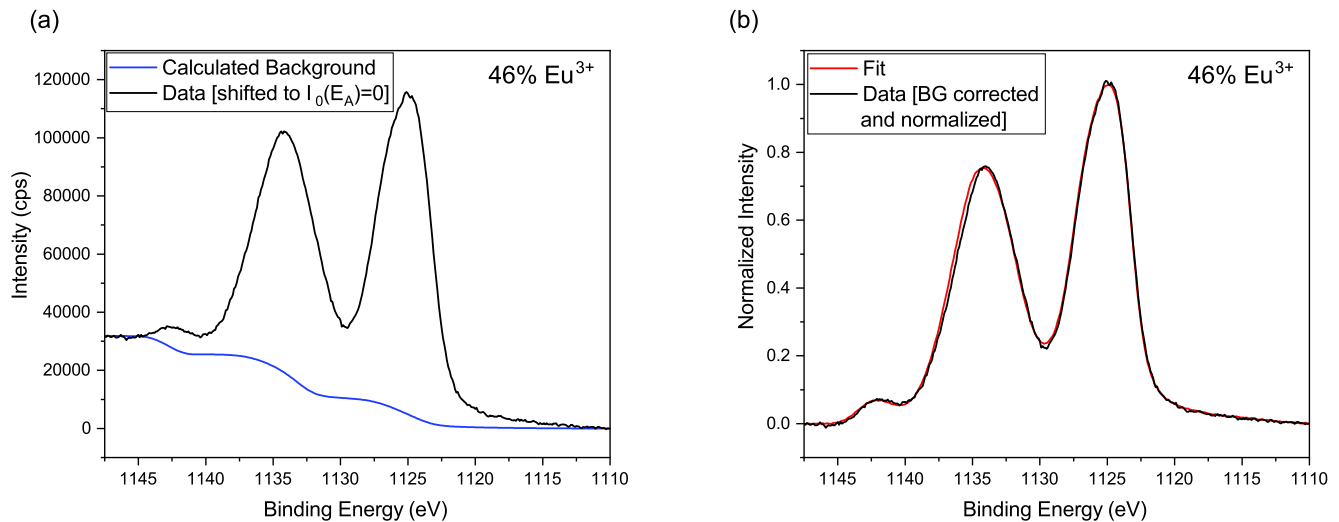 (a)
Calculated Background
Data [shifted to I0(EA)=0]
46% Eu3+
120000
100000
80000
60000
40000
20000
0
Intensity (cps)
1145 1140 1135 1130 1125 1120 1115 1110
Binding Energy (eV)
(b)
Fit
Data [BG corrected
and normalized]
46% Eu3+
1.0
0.8
0.6
0.4
0.2
0.0
Normalized Intensity
1145 1140 1135 1130 1125 1120 1115 1110
Binding Energy (eV)